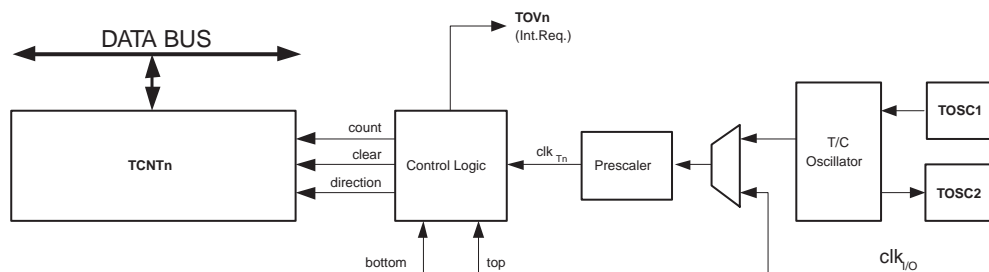 DATA BUS
TOVn
(Int.Req.)
TCNTn
count
clear
direction
Control Logic
clkTn
Prescaler
T/C
Oscillator
TOSC1
TOSC2
bottom
top
clkI/O